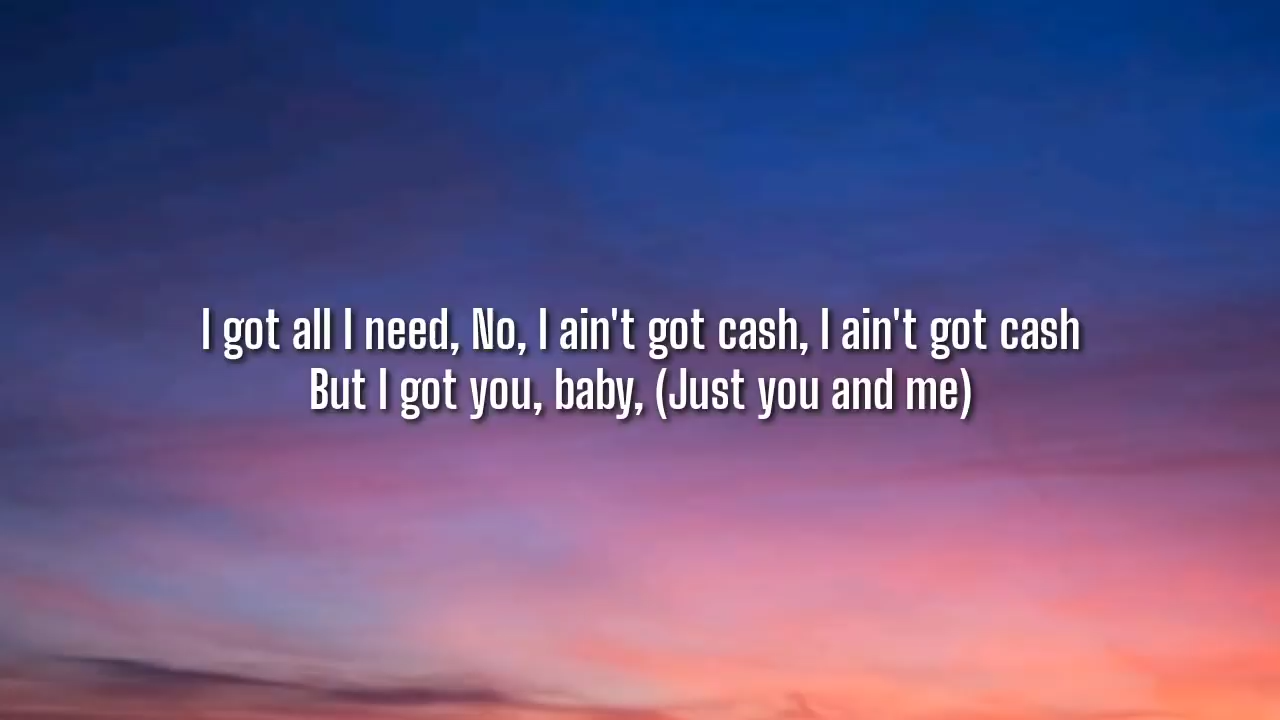 I got all I need, No, I ain't got cash, I ain't got cash
But I got you, baby, (Just you and me)